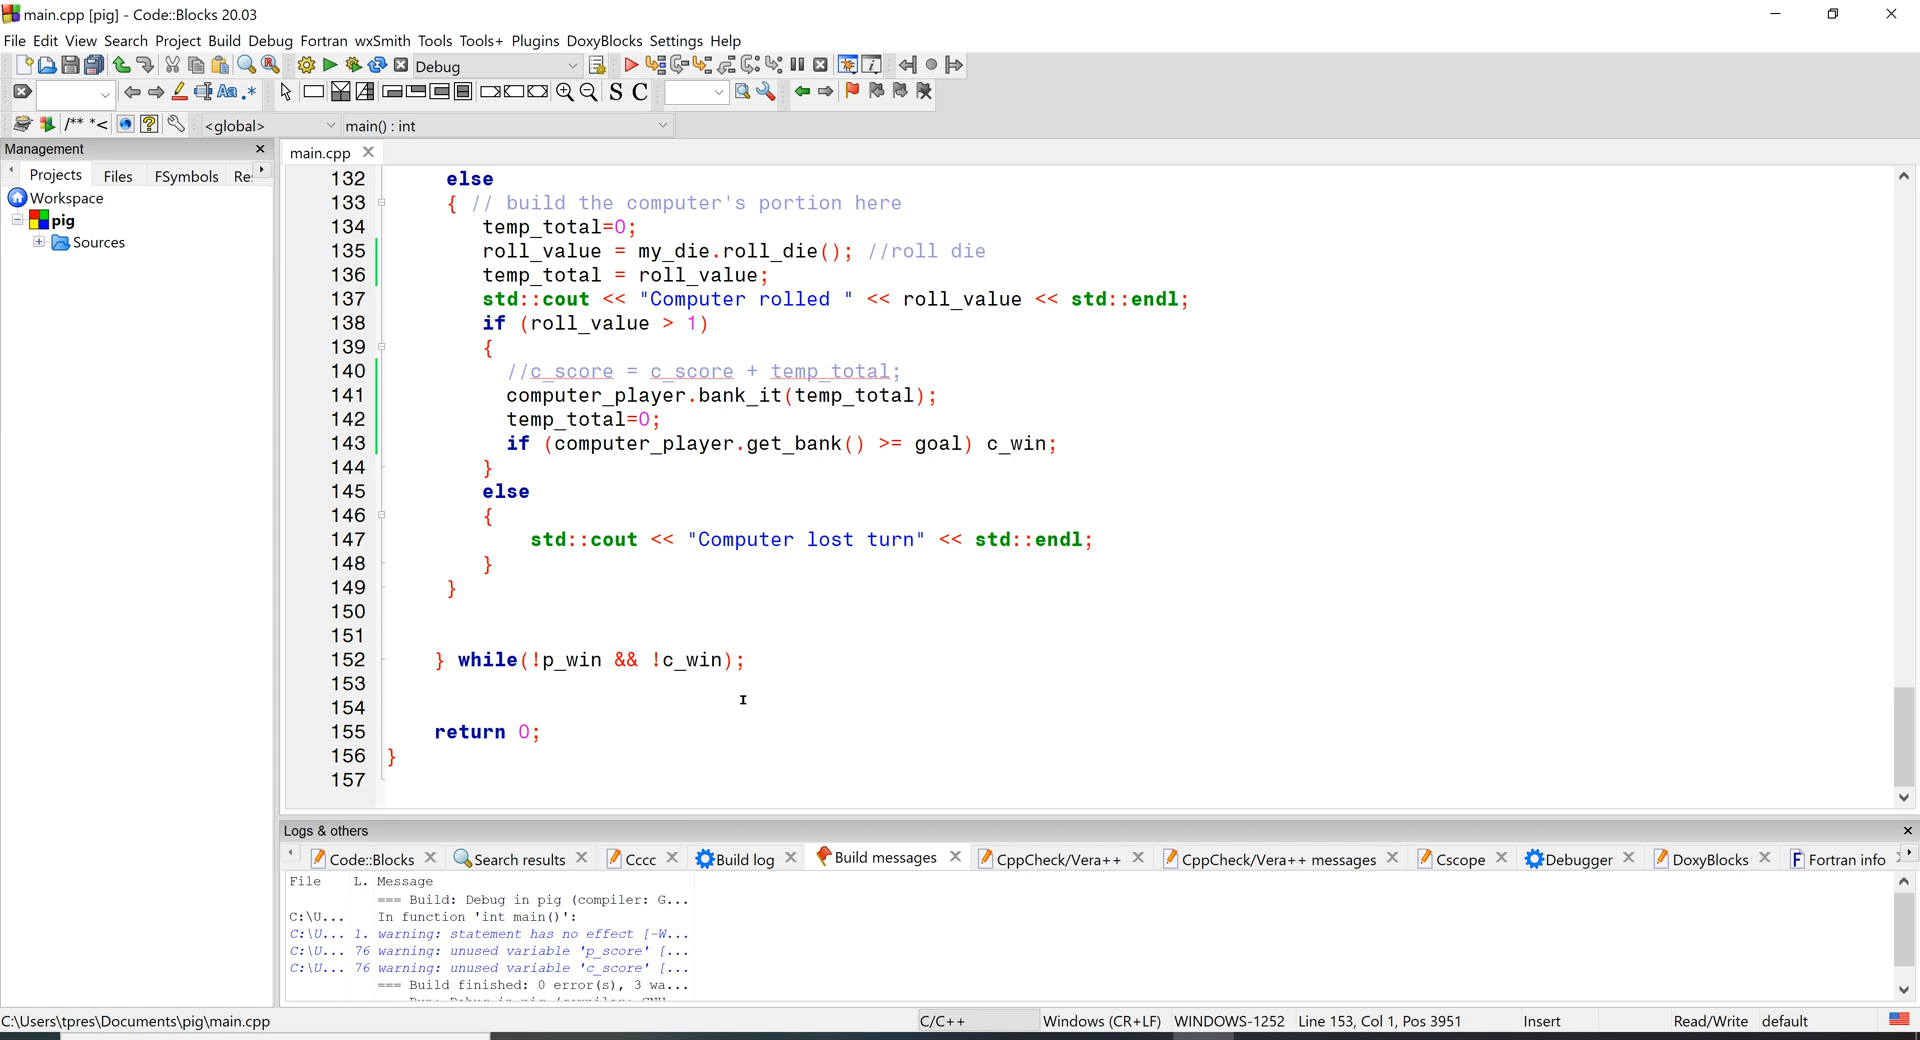 main.cpp [pig] - Code::Blocks 20.03
File Edit View Search Project Build Debug Fortran wxSmith Tools Tools+ Plugins DoxyBlocks Settings Help
Debug
Aa .* S C
/** *< <global> main() : int
Management
main.cpp
Projects Files FSymbols Re
Workspace
pig
Sources
132 else
133 { // build the computer's portion here
134 temp_total=0;
135 roll_value = my_die.roll_die(); //roll die
136 temp_total = roll_value;
137 std::cout << "Computer rolled " << roll_value << std::endl;
138 if (roll_value > 1)
139 {
140 //c_score = c_score + temp_total;
141 computer_player.bank_it(temp_total);
142 temp_total=0;
143 if (computer_player.get_bank() >= goal) c_win;
144 }
145 else
146 {
147 std::cout << "Computer lost turn" << std::endl;
148 }
149 }
150
151
152 } while(!p_win && !c_win);
153
154
155 return 0;
156 }
157
Logs & others
Code::Blocks Search results Cccc Build log Build messages CppCheck/Vera++ CppCheck/Vera++ messages Cscope Debugger DoxyBlocks Fortran info
File L. Message
=== Build: Debug in pig (compiler: G...
C:\U... In function 'int main()':
C:\U... 1. warning: statement has no effect [-W...
C:\U... 76 warning: unused variable 'p_score' [...
C:\U... 76 warning: unused variable 'c_score' [...
=== Build finished: 0 error(s), 3 wa...
C:\Users\tpres\Documents\pig\main.cpp C/C++ Windows (CR+LF) WINDOWS-1252 Line 153, Col 1, Pos 3951 Insert Read/Write default